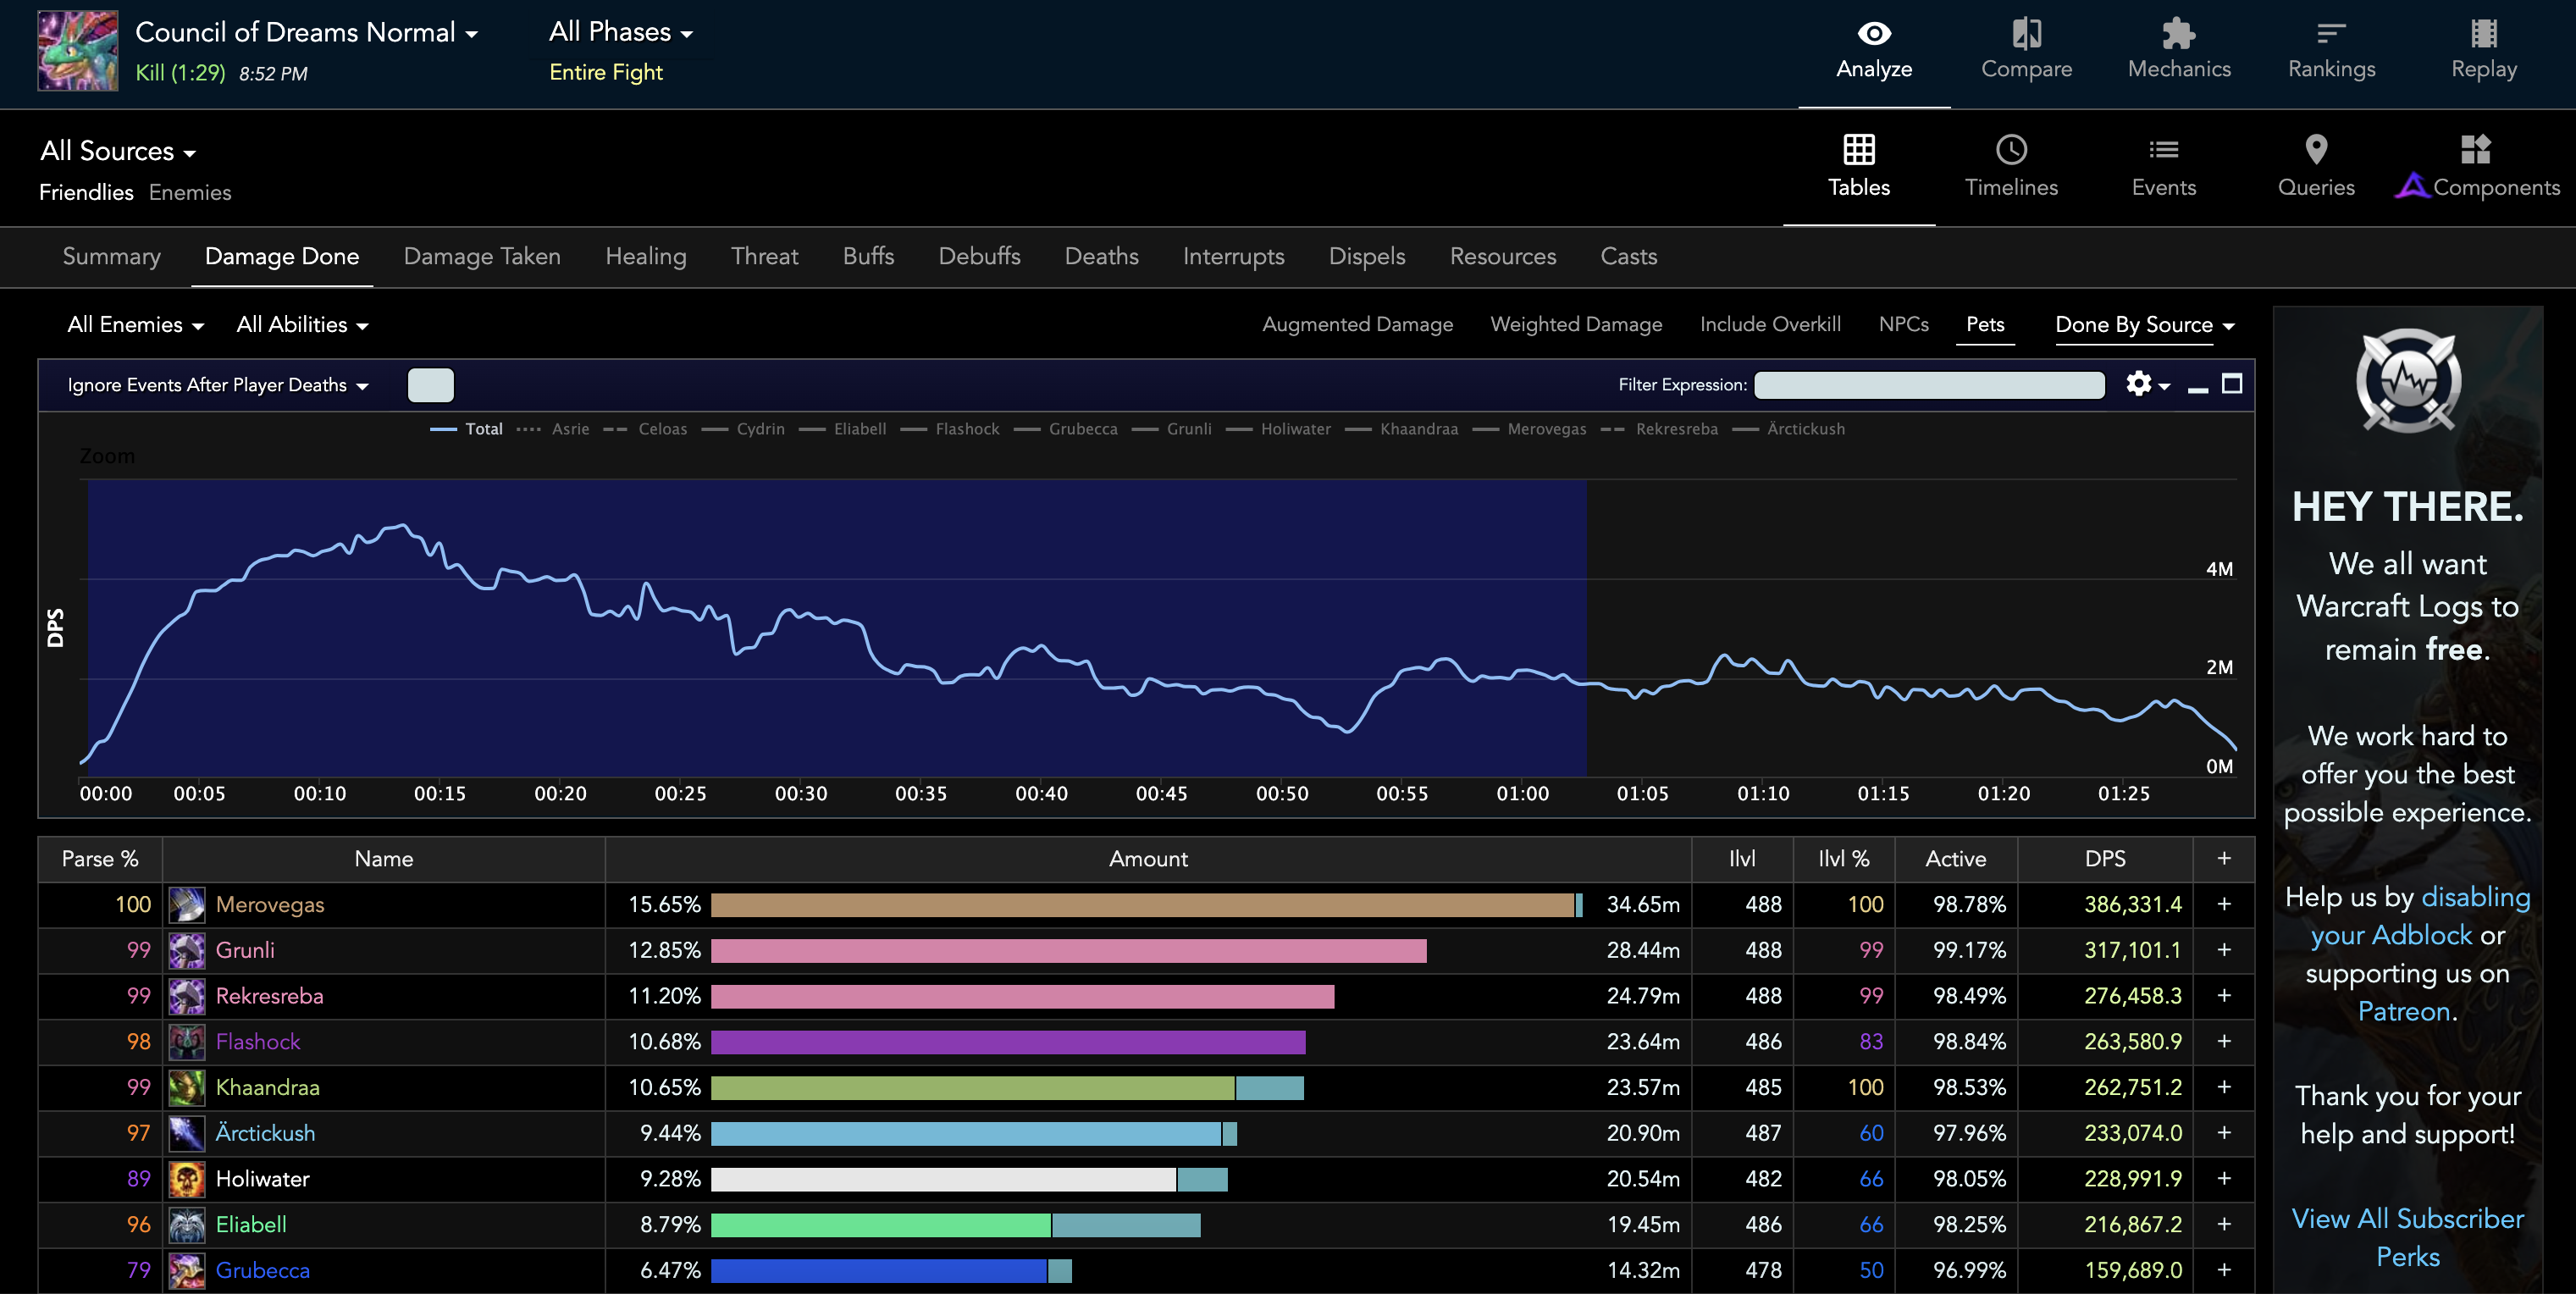 Council of Dreams Normal
All Phases
Kill (1:29) 8:52 PM
Entire Fight
Analyze
Compare
Mechanics
Rankings
Replay
All Sources
Friendlies Enemies
Tables
Timelines
Events
Queries
Components
Summary Damage Done Damage Taken Healing Threat Buffs Debuffs Deaths Interrupts Dispels Resources Casts
All Enemies All Abilities Augmented Damage Weighted Damage Include Overkill NPCs Pets Done By Source
Ignore Events After Player Deaths Filter Expression:
Total Asrie Celoas Cydrin Eliabell Flashock Grubecca Grunli Holiwater Khaandraa Merovegas Rekresreba Ärctickush
Zoom
DPS
4M
2M
0M
00:00 00:05 00:10 00:15 00:20 00:25 00:30 00:35 00:40 00:45 00:50 00:55 01:00 01:05 01:10 01:15 01:20 01:25
Parse % Name Amount Ilvl Ilvl % Active DPS +
100 Merovegas 15.65% 34.65m 488 100 98.78% 386,331.4 +
99 Grunli 12.85% 28.44m 488 99 99.17% 317,101.1 +
99 Rekresreba 11.20% 24.79m 488 99 98.49% 276,458.3 +
98 Flashock 10.68% 23.64m 486 83 98.84% 263,580.9 +
99 Khaandraa 10.65% 23.57m 485 100 98.53% 262,751.2 +
97 Ärctickush 9.44% 20.90m 487 60 97.96% 233,074.0 +
89 Holiwater 9.28% 20.54m 482 66 98.05% 228,991.9 +
96 Eliabell 8.79% 19.45m 486 66 98.25% 216,867.2 +
79 Grubecca 6.47% 14.32m 478 50 96.99% 159,689.0 +
HEY THERE.
We all want
Warcraft Logs to
remain free.
We work hard to
offer you the best
possible experience.
Help us by disabling
your Adblock or
supporting us on
Patreon.
Thank you for your
help and support!
View All Subscriber
Perks